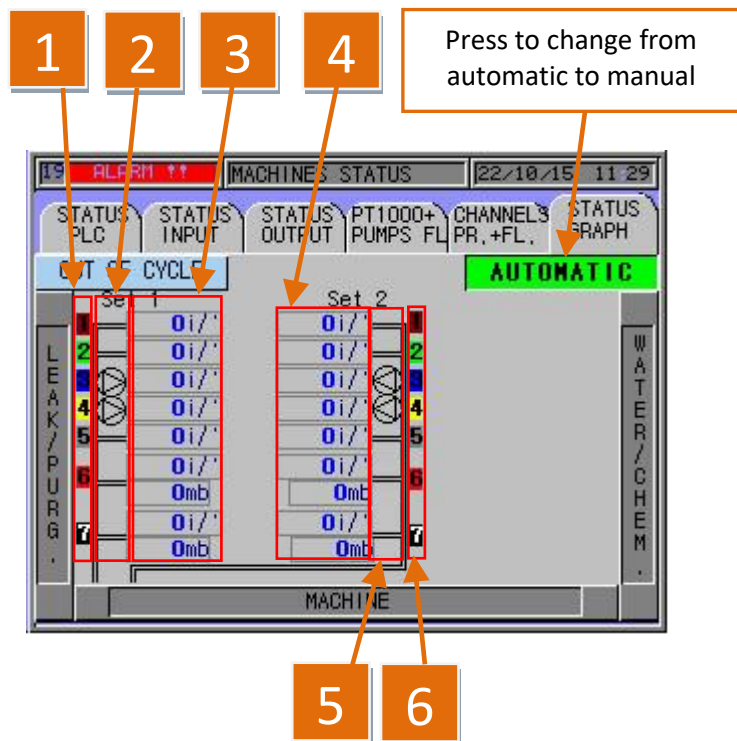 1 2 3 4
Press to change from
automatic to manual
19 ALARM !! MACHINES STATUS 22/10/15 11:29
STATUS PLC
STATUS INPUT
STATUS OUTPUT
PT1000+ PUMPS FL
CHANNELS PR.+FL.
STATUS GRAPH
OUT OF CYCLE
AUTOMATIC
Set 1 Set 2
1 0i/' 0i/' 1
2 0i/' 0i/' 2
3 0i/' 0i/' 3
4 0i/' 0i/' 4
5 0i/' 0i/' 5
6 0i/' 0i/' 6
0mb 0mb
7 0i/' 0i/' 7
0mb 0mb
LEAK/PURG.
WATER/CHEM.
MACHINE
5 6